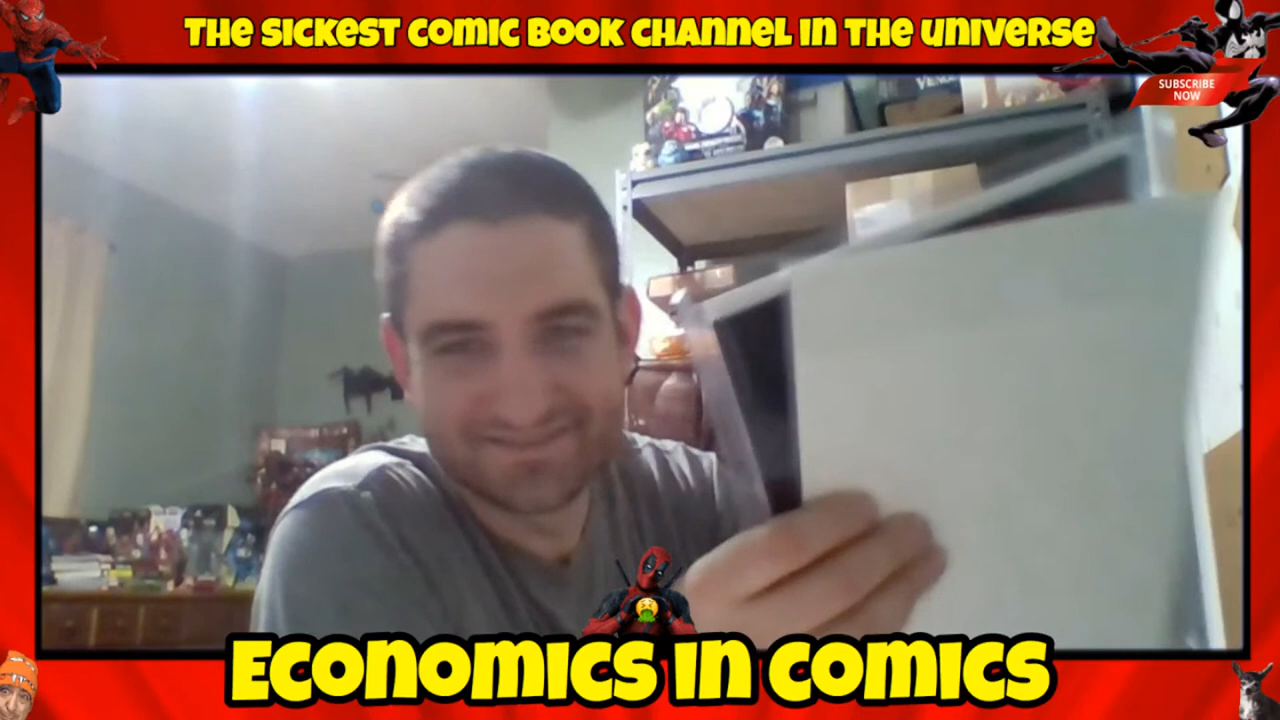 THE SICKEST COMIC BOOK CHANNEL IN THE UNIVERSE
SUBSCRIBE
NOW
ECONOMICS IN COMICS